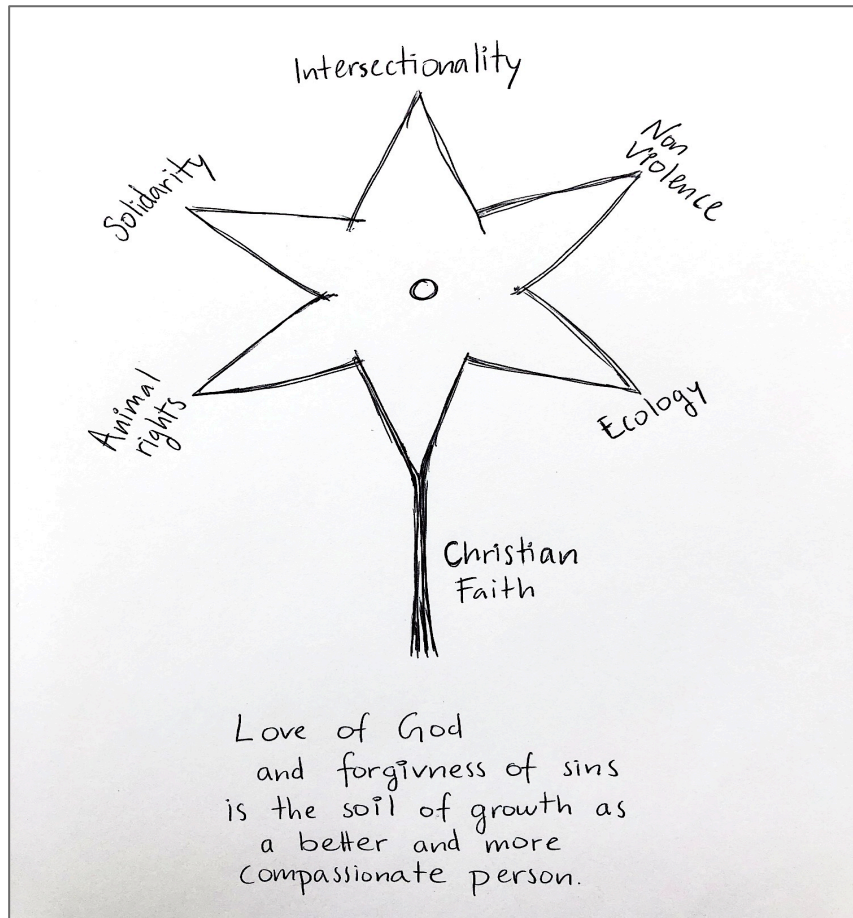 Intersectionality
Solidarity
Non
violence
Animal
rights
Ecology
Christian
Faith
Love of God
and forgivness of sins
is the soil of growth as
a better and more
compassionate person.